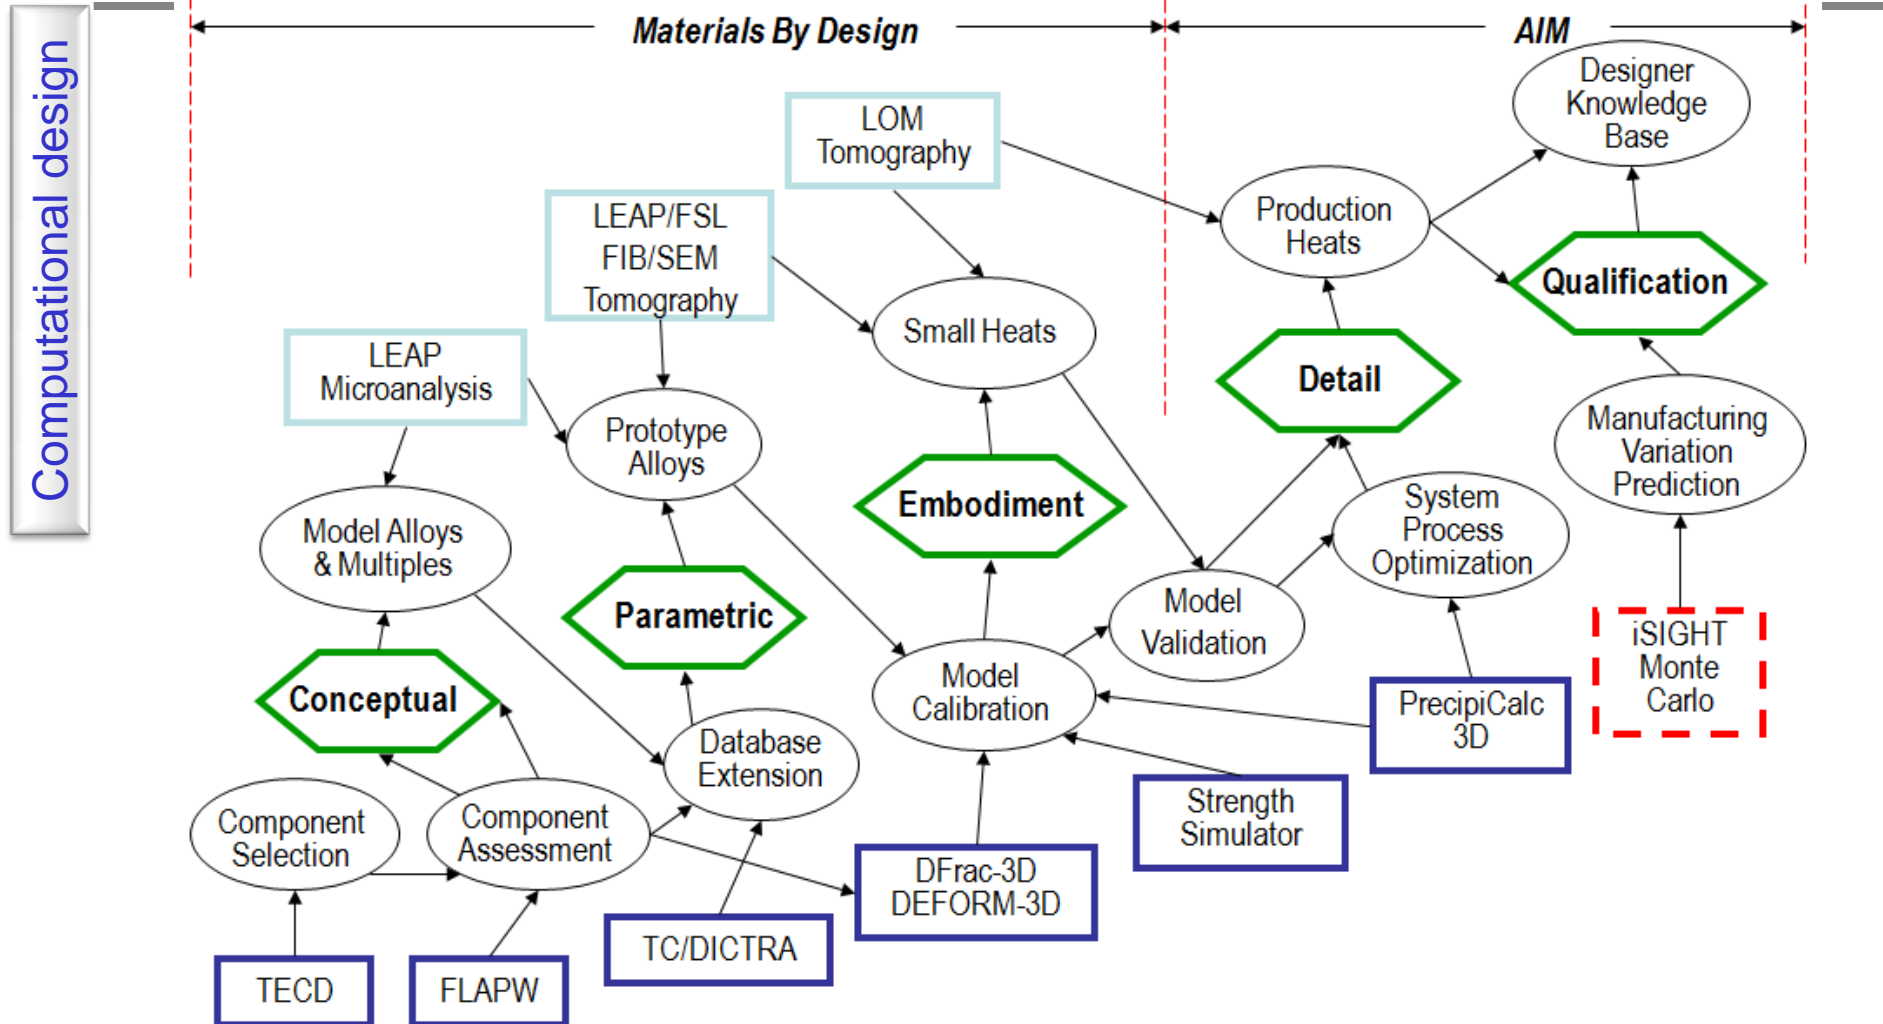 Computational design
Materials By Design
AIM
Designer
Knowledge
Base
LOM
Tomography
Production
Heats
LEAP/FSL
FIB/SEM
Tomography
Qualification
Small Heats
LEAP
Microanalysis
Detail
Prototype
Alloys
Manufacturing
Variation
Prediction
Embodiment
System
Process
Optimization
Model Alloys
& Multiples
Parametric
Model
Validation
iSIGHT
Monte
Carlo
Conceptual
Model
Calibration
PrecipiCalc
3D
Database
Extension
Component
Selection
Component
Assessment
Strength
Simulator
DFrac-3D
DEFORM-3D
TC/DICTRA
TECD
FLAPW